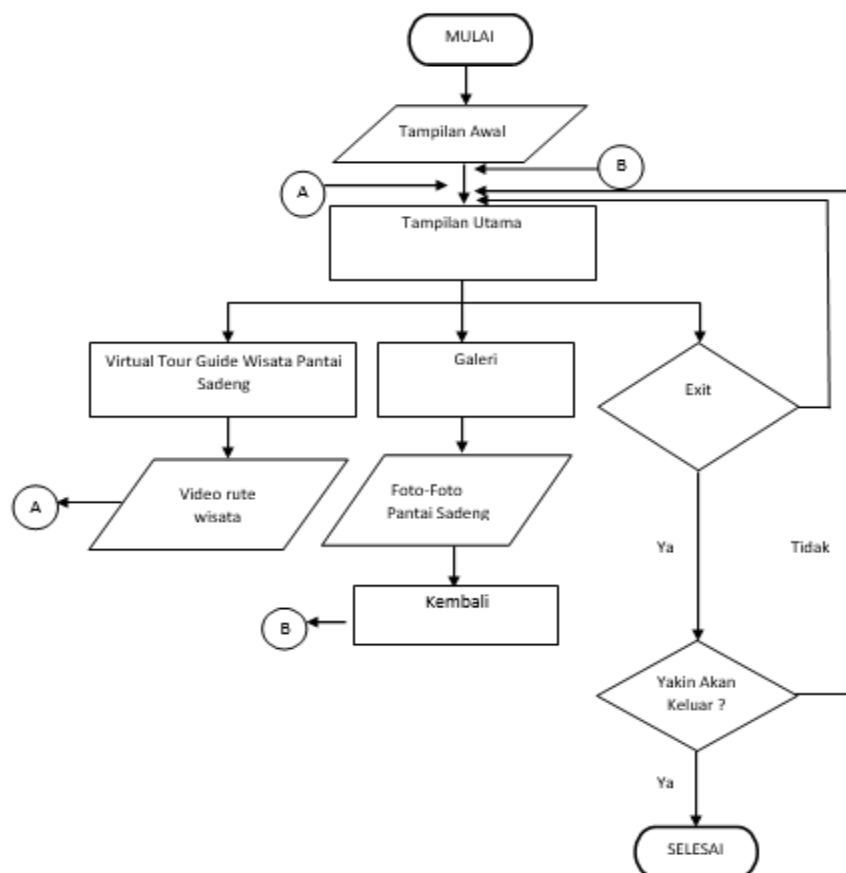 MULAI
Tampilan Awal
B
A
Tampilan Utama
Virtual Tour Guide Wisata Pantai
Sadeng
Galeri
Exit
A
Video rute
wisata
Foto-Foto
Pantai Sadeng
Ya
Tidak
Kembali
B
Yakin Akan
Keluar ?
Ya
SELESAI